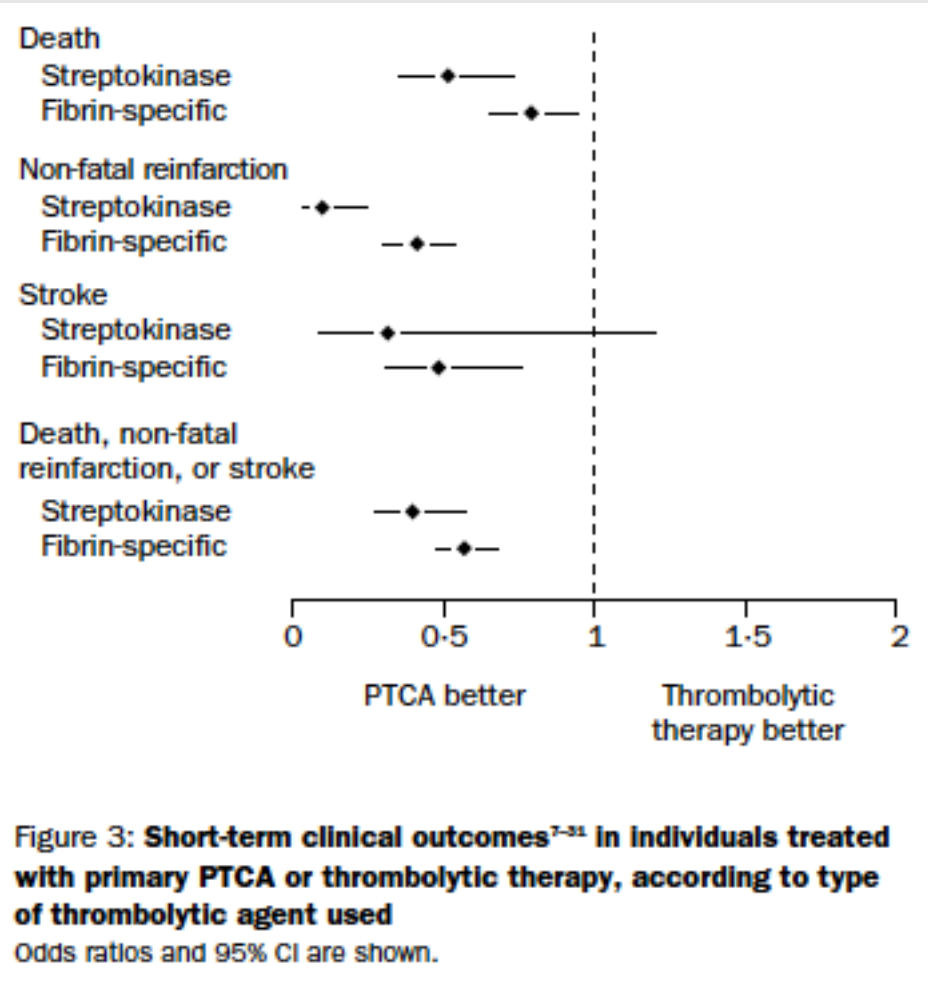 Death
Streptokinase
Fibrin-specific
Non-fatal reinfarction
Streptokinase
Fibrin-specific
Stroke
Streptokinase
Fibrin-specific
Death, non-fatal
reinfarction, or stroke
Streptokinase
Fibrin-specific
0 0·5 1 1·5 2
PTCA better Thrombolytic
therapy better
Figure 3: Short-term clinical outcomes⁷⁻³¹ in individuals treated
with primary PTCA or thrombolytic therapy, according to type
of thrombolytic agent used
Odds ratios and 95% CI are shown.